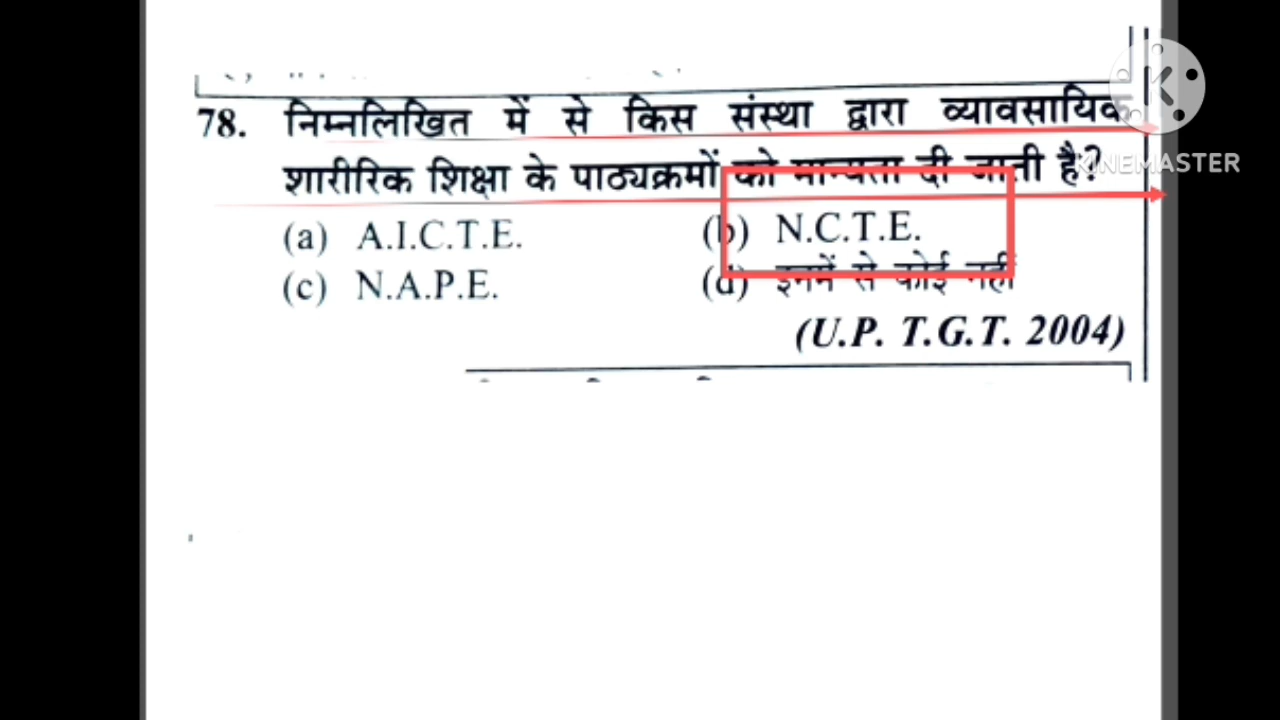 78. निम्नलिखित में से किस संस्था द्वारा व्यावसायिक
शारीरिक शिक्षा के पाठ्यक्रमों को मान्यता दी जाती है?
(a) A.I.C.T.E. (b) N.C.T.E.
(c) N.A.P.E. (d) इनमें से कोई नहीं
(U.P. T.G.T. 2004)
KINEMASTER